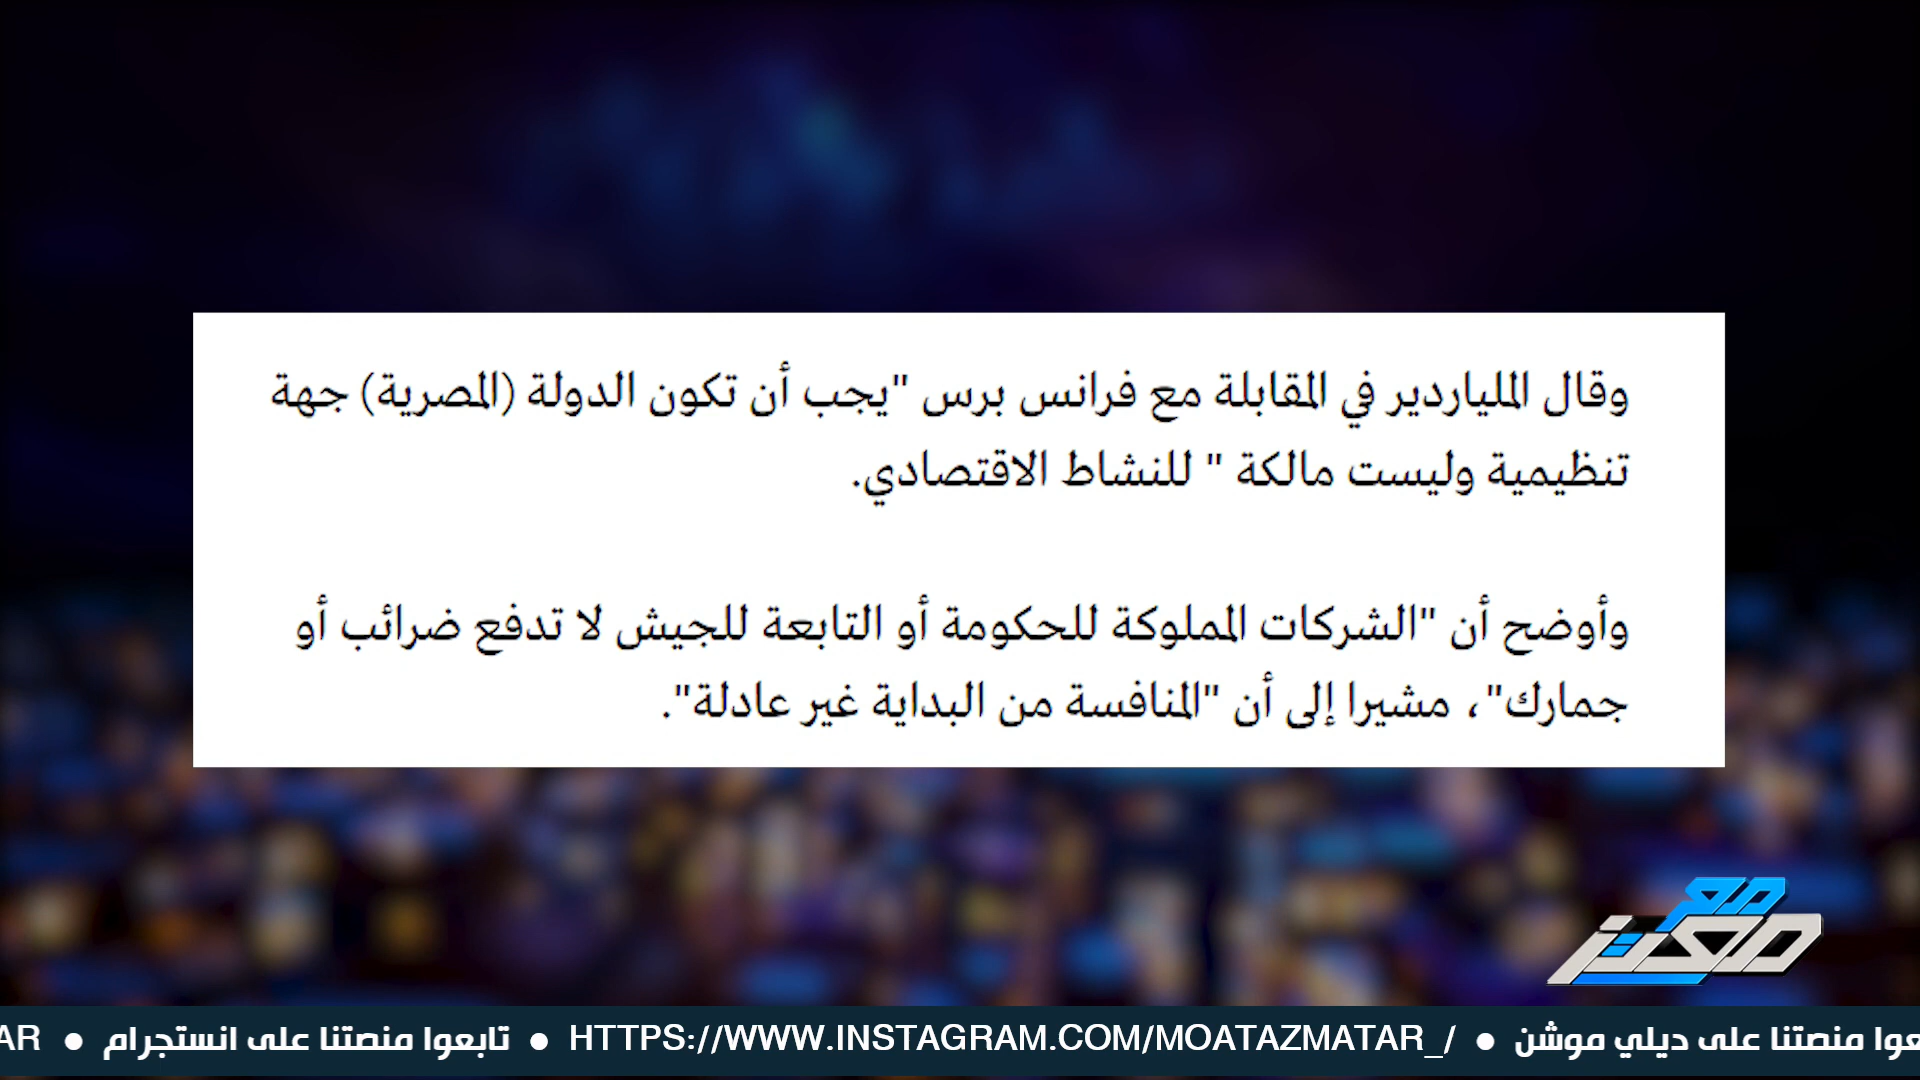 وقال الملياردير في المقابلة مع فرانس برس "يجب أن تكون الدولة (المصرية) جهة
تنظيمية وليست مالكة " للنشاط الاقتصادي.
وأوضح أن "الشركات المملوكة للحكومة أو التابعة للجيش لا تدفع ضرائب أو
جمارك"، مشيرا إلى أن "المنافسة من البداية غير عادلة".
مع
معتز
عوا منصتنا على ديلي موشن ● HTTPS://WWW.INSTAGRAM.COM/MOATAZMATAR_/ ● تابعوا منصتنا على انستجرام ● AR